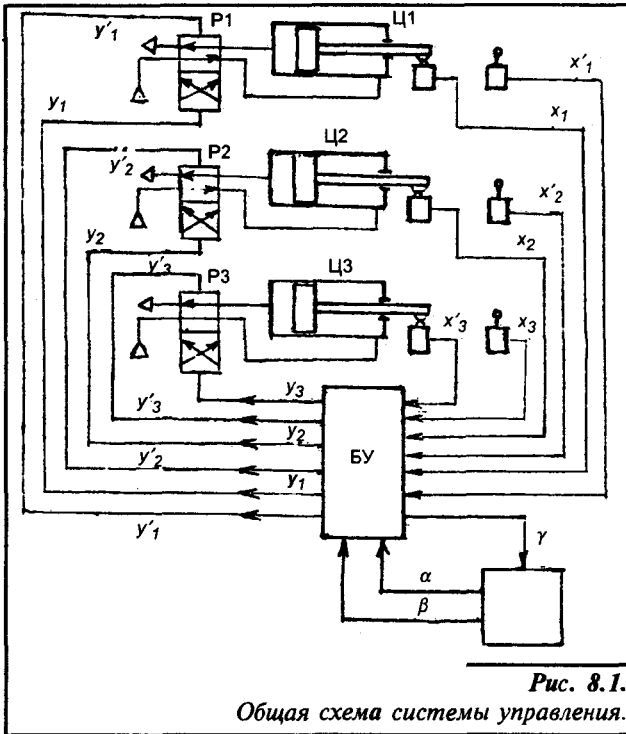 y'₁
P1
Ц1
x'₁
x₁
y₁
y'₂
P2
Ц2
x'₂
x₂
y₂
y'₃
P3
Ц3
x'₃
x₃
y₃
y'₃
y₂
y'₂
y₁
y'₁
БУ
γ
α
β
Рис. 8.1.
Общая схема системы управления.